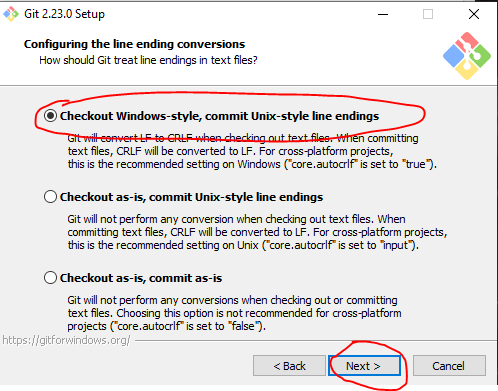 Git 2.23.0 Setup
Configuring the line ending conversions
How should Git treat line endings in text files?
Checkout Windows-style, commit Unix-style line endings
Git will convert LF to CRLF when checking out text files. When committing
text files, CRLF will be converted to LF. For cross-platform projects,
this is the recommended setting on Windows ("core.autocrlf" is set to "true").
Checkout as-is, commit Unix-style line endings
Git will not perform any conversion when checking out text files. When
committing text files, CRLF will be converted to LF. For cross-platform projects,
this is the recommended setting on Unix ("core.autocrlf" is set to "input").
Checkout as-is, commit as-is
Git will not perform any conversions when checking out or committing
text files. Choosing this option is not recommended for cross-platform
projects ("core.autocrlf" is set to "false").
https://gitforwindows.org/
< Back
Next >
Cancel